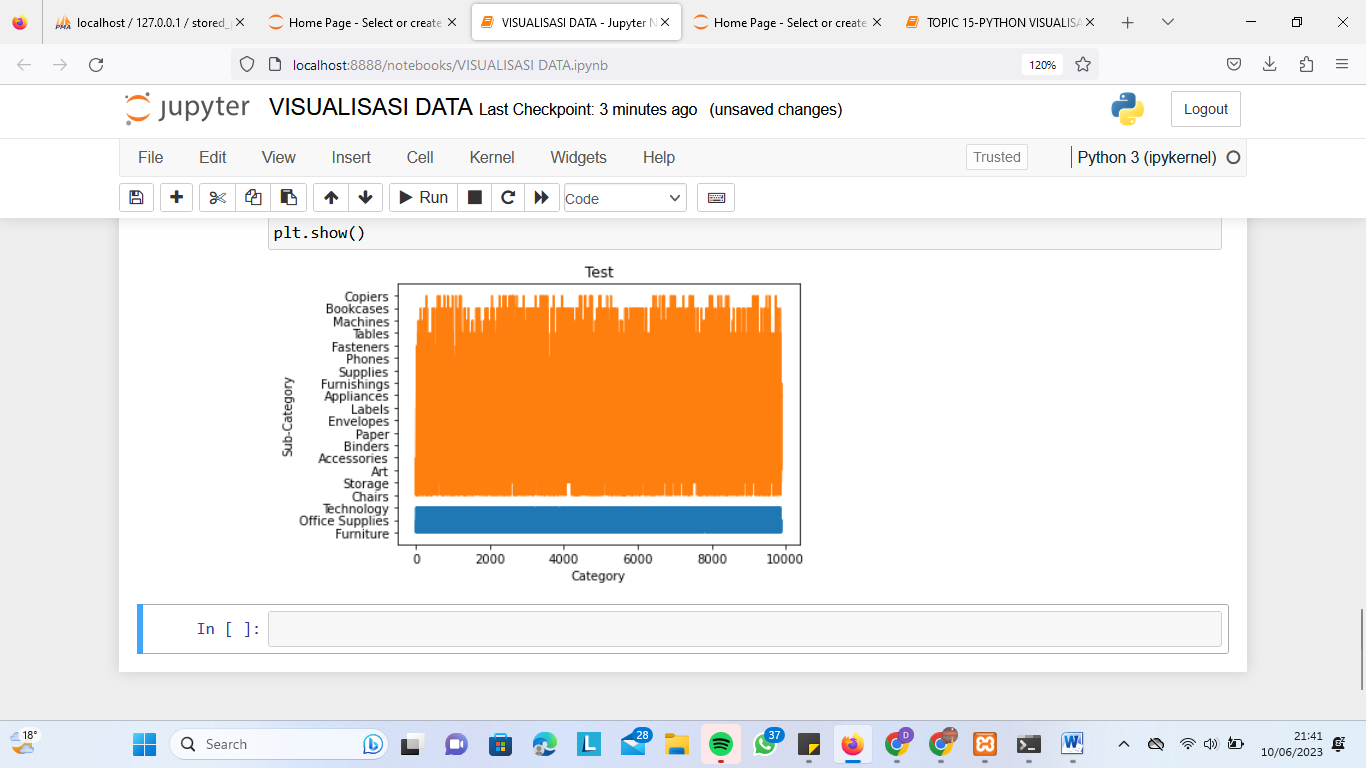 localhost / 127.0.0.1 / stored_
Home Page - Select or create
VISUALISASI DATA - Jupyter N
Home Page - Select or create
TOPIC 15-PYTHON VISUALISA
localhost:8888/notebooks/VISUALISASI DATA.ipynb
120%
jupyter
VISUALISASI DATA Last Checkpoint: 3 minutes ago (unsaved changes)
Logout
File Edit View Insert Cell Kernel Widgets Help
Trusted
Python 3 (ipykernel)
Run
Code
plt.show()
Test
Copiers
Bookcases
Machines
Tables
Fasteners
Phones
Supplies
Furnishings
Appliances
Labels
Envelopes
Paper
Binders
Accessories
Art
Storage
Chairs
Technology
Office Supplies
Furniture
Sub-Category
0 2000 4000 6000 8000 10000
Category
In [ ]:
18°
Search
28
37
D
21:41
10/06/2023